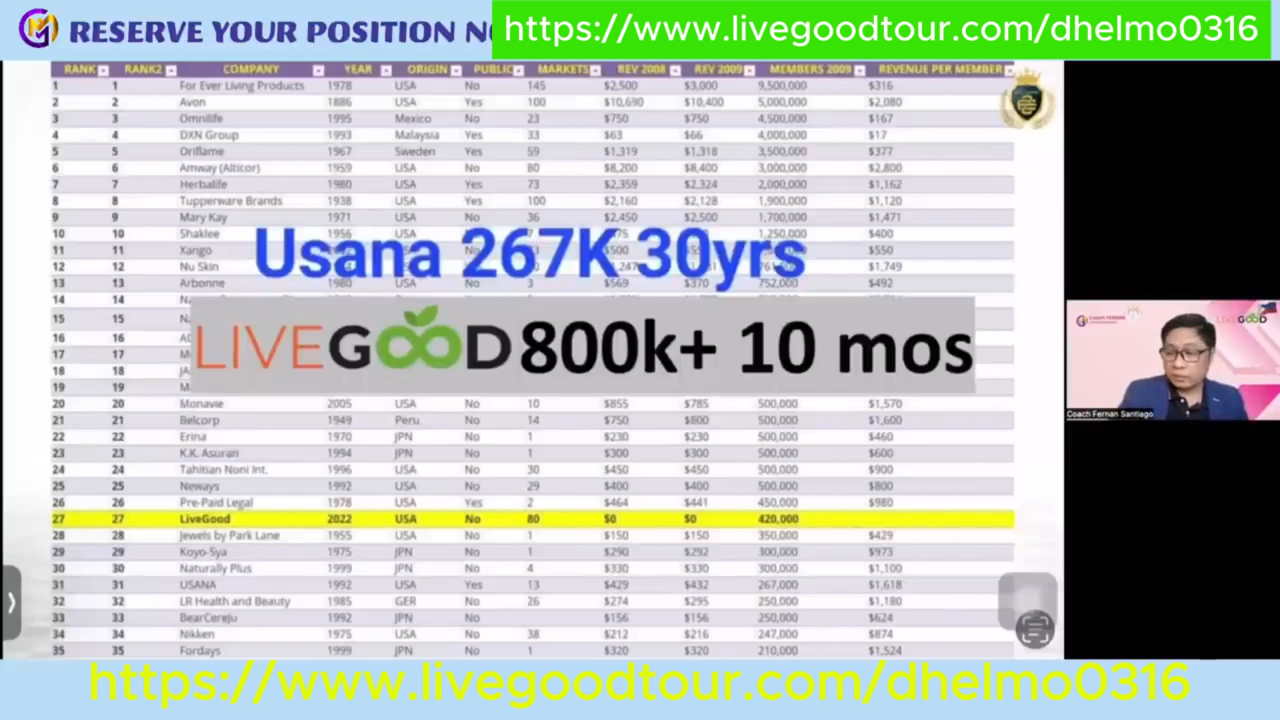 RESERVE YOUR POSITION N
https://www.livegoodtour.com/dhelmo0316
RANK RANK2 COMPANY YEAR ORIGIN PUBLIC MARKETS REV 2008 REV 2009 MEMBERS 2009 REVENUE PER MEMBER
1 1 For Ever Living Products 1978 USA No 145 $2,500 $3,000 9,500,000 $316
2 2 Avon 1886 USA Yes 100 $10,690 $10,400 5,000,000 $2,080
3 3 Omnilife 1995 Mexico No 23 $750 $750 4,500,000 $167
4 4 DXN Group 1993 Malaysia Yes 33 $63 $66 4,000,000 $17
5 5 Oriflame 1967 Sweden Yes 59 $1,319 $1,318 3,500,000 $377
6 6 Amway (Alticor) 1959 USA No 80 $8,200 $8,400 3,000,000 $2,800
7 7 Herbalife 1980 USA Yes 73 $2,359 $2,324 2,000,000 $1,162
8 8 Tupperware Brands 1938 USA Yes 100 $2,160 $2,128 1,900,000 $1,120
9 9 Mary Kay 1971 USA No 36 $2,450 $2,500 1,700,000 $1,471
10 10 Shaklee 1956 USA 1,250,000 $400
11 11 Xango $500 $550
12 12 Nu Skin $1,749
13 13 Arbonne 1980 USA No 3 $569 $370 752,000 $492
14 14
15 15
16 16
17 17
18 18
19 19
Usana 267K 30yrs
LIVEGOOD 800k+ 10 mos
20 20 Monavie 2005 USA No 10 $855 $785 500,000 $1,570
21 21 Belcorp 1949 Peru No 14 $750 $800 500,000 $1,600
22 22 Erina 1970 JPN No 1 $230 $230 500,000 $460
23 23 K.K. Asuran 1994 JPN No 1 $300 $300 500,000 $600
24 24 Tahitian Noni Int. 1996 USA No 30 $450 $450 500,000 $900
25 25 Neways 1992 USA No 29 $400 $400 500,000 $800
26 26 Pre-Paid Legal 1978 USA Yes 2 $464 $441 450,000 $980
27 27 LiveGood 2022 USA No 80 $0 $0 420,000
28 28 Jewels by Park Lane 1955 USA No 1 $150 $150 350,000 $429
29 29 Koyo-Sya 1975 JPN No 1 $290 $292 300,000 $973
30 30 Naturally Plus 1999 JPN No 4 $330 $330 300,000 $1,100
31 31 USANA 1992 USA Yes 13 $429 $432 267,000 $1,618
32 32 LR Health and Beauty 1985 GER No 26 $274 $295 250,000 $1,180
33 33 BearCereju 1992 JPN No $156 $156 250,000 $624
34 34 Nikken 1975 USA No 38 $212 $216 247,000 $874
35 35 Fordays 1999 JPN No 1 $320 $320 210,000 $1,524
LIVEGOOD
Coach Fernan Santiago
https://www.livegoodtour.com/dhelmo0316